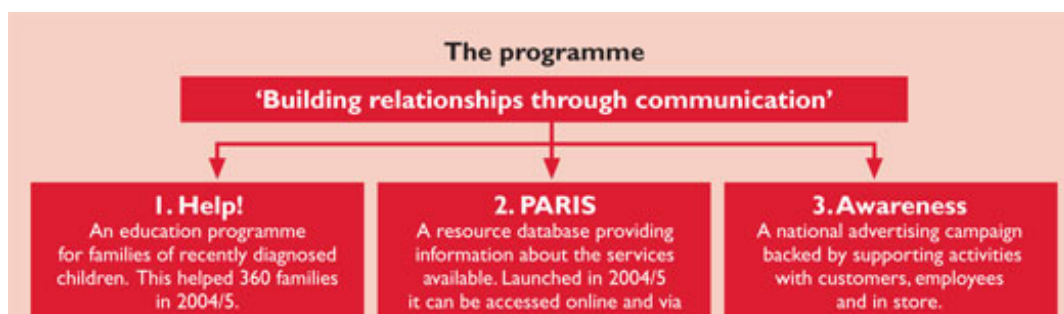 The programme
‘Building relationships through communication’
1. Help!
An education programme
for families of recently diagnosed
children. This helped 360 families
in 2004/5.
2. PARIS
A resource database providing
information about the services
available. Launched in 2004/5
it can be accessed online and via
3. Awareness
A national advertising campaign
backed by supporting activities
with customers, employees
and in store.